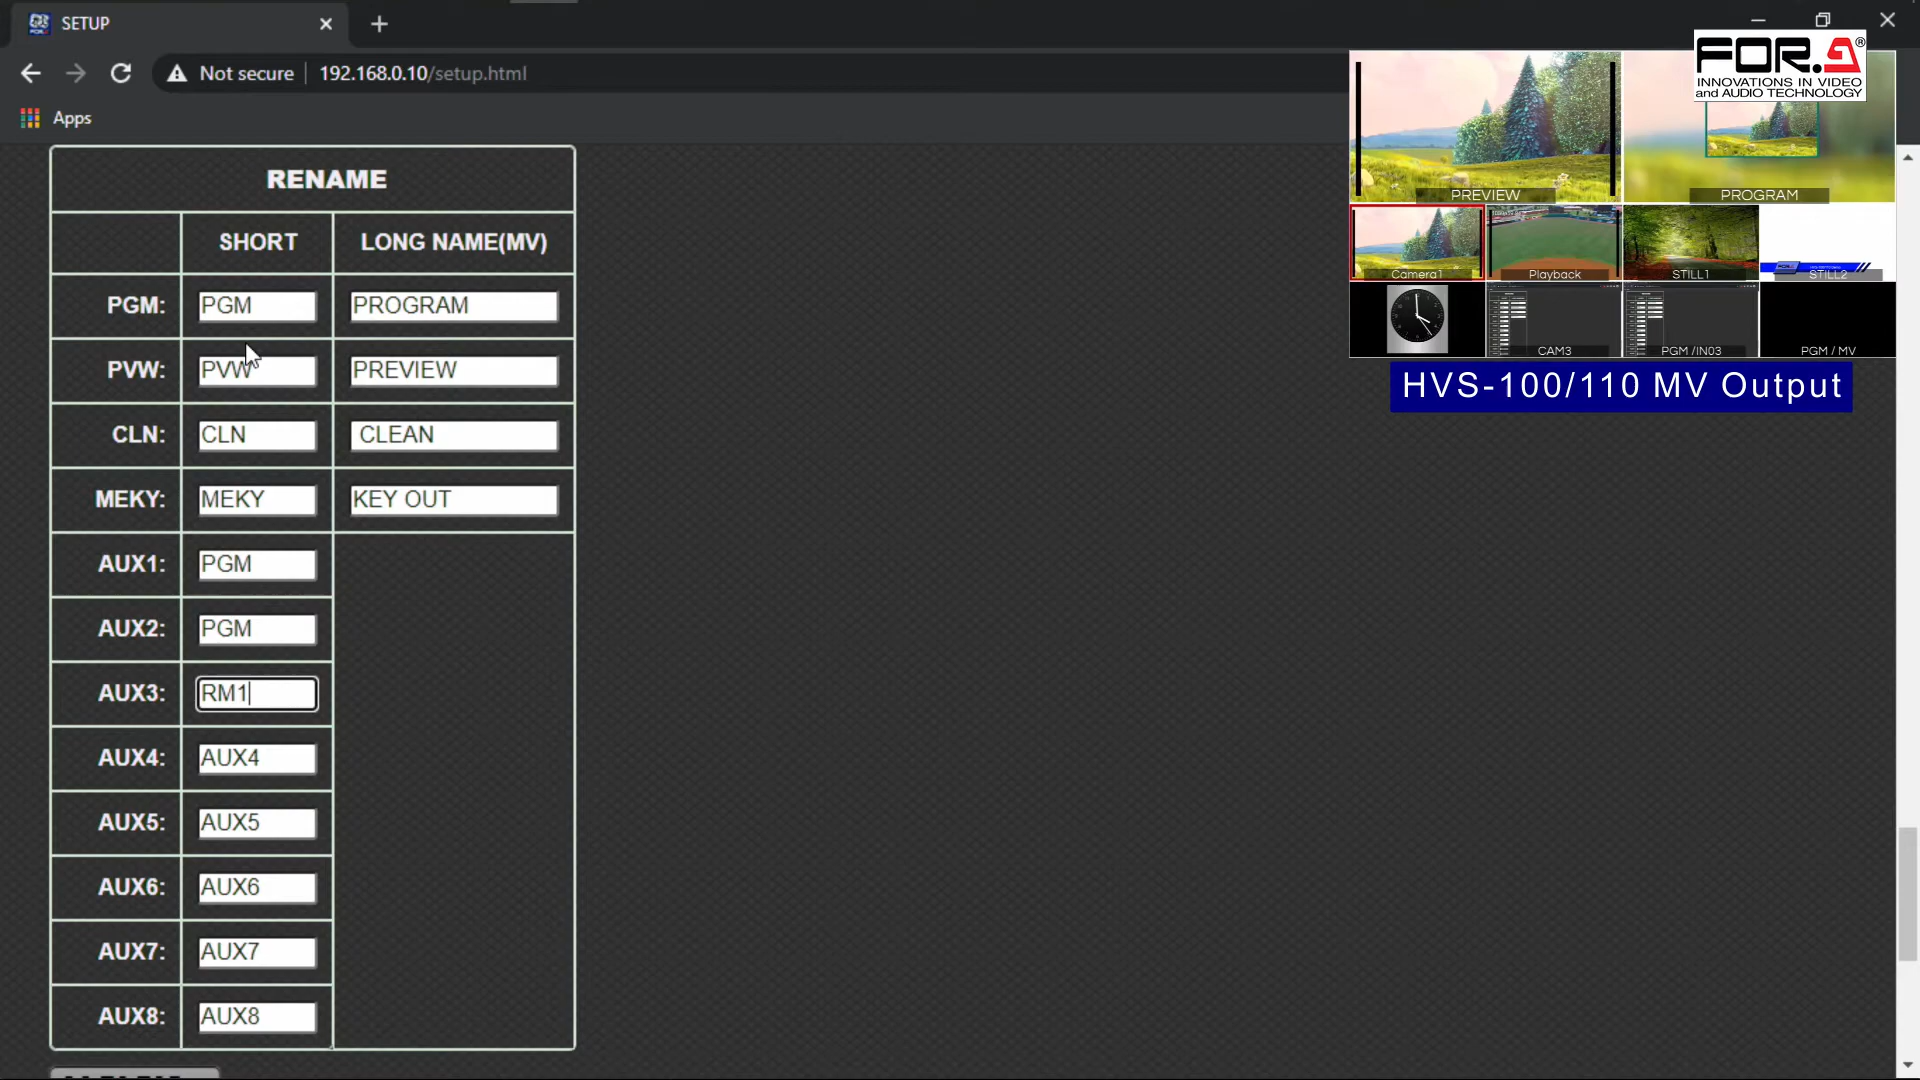 SETUP
Not secure
192.168.0.10/setup.html
Apps
RENAME
SHORT LONG NAME(MV)
PGM: PGM PROGRAM
PVW: PVW PREVIEW
CLN: CLN CLEAN
MEKY: MEKY KEY OUT
AUX1: PGM
AUX2: PGM
AUX3: RM1
AUX4: AUX4
AUX5: AUX5
AUX6: AUX6
AUX7: AUX7
AUX8: AUX8
FOR.A®
INNOVATIONS IN VIDEO
and AUDIO TECHNOLOGY
PREVIEW PROGRAM
Camera1 Playback STILL1 STILL2
CAM3 PGM /IN03 PGM / MV
HVS-100/110 MV Output